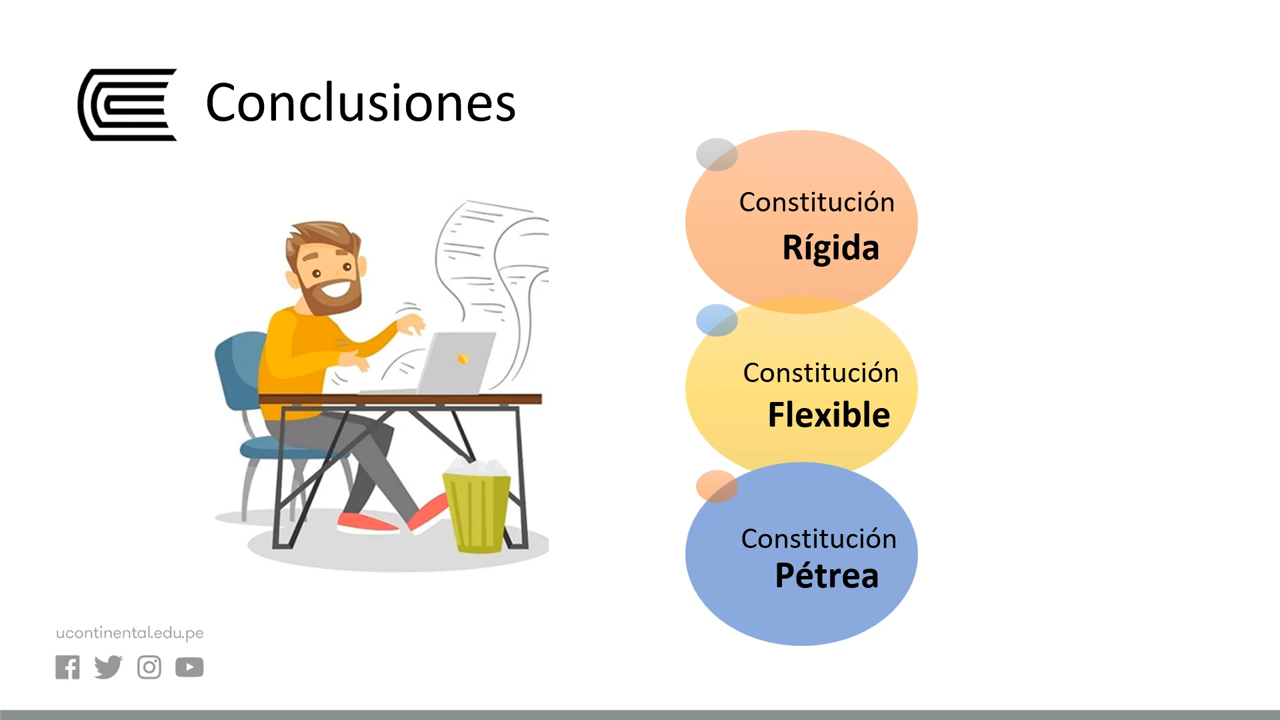 Conclusiones
Constitución
Rígida
Constitución
Flexible
Constitución
Pétrea
ucontinental.edu.pe